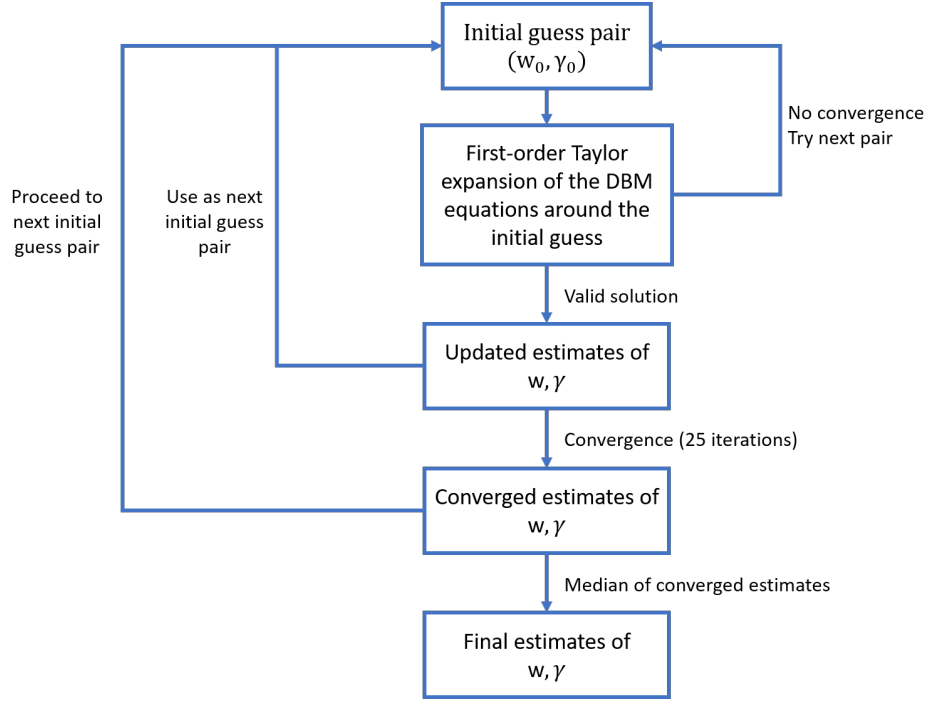 Initial guess pair
(w₀, γ₀)
No convergence
Try next pair
First-order Taylor
expansion of the DBM
equations around the
initial guess
Proceed to
next initial
guess pair
Use as next
initial guess
pair
Valid solution
Updated estimates of
w, γ
Convergence (25 iterations)
Converged estimates of
w, γ
Median of converged estimates
Final estimates of
w, γ